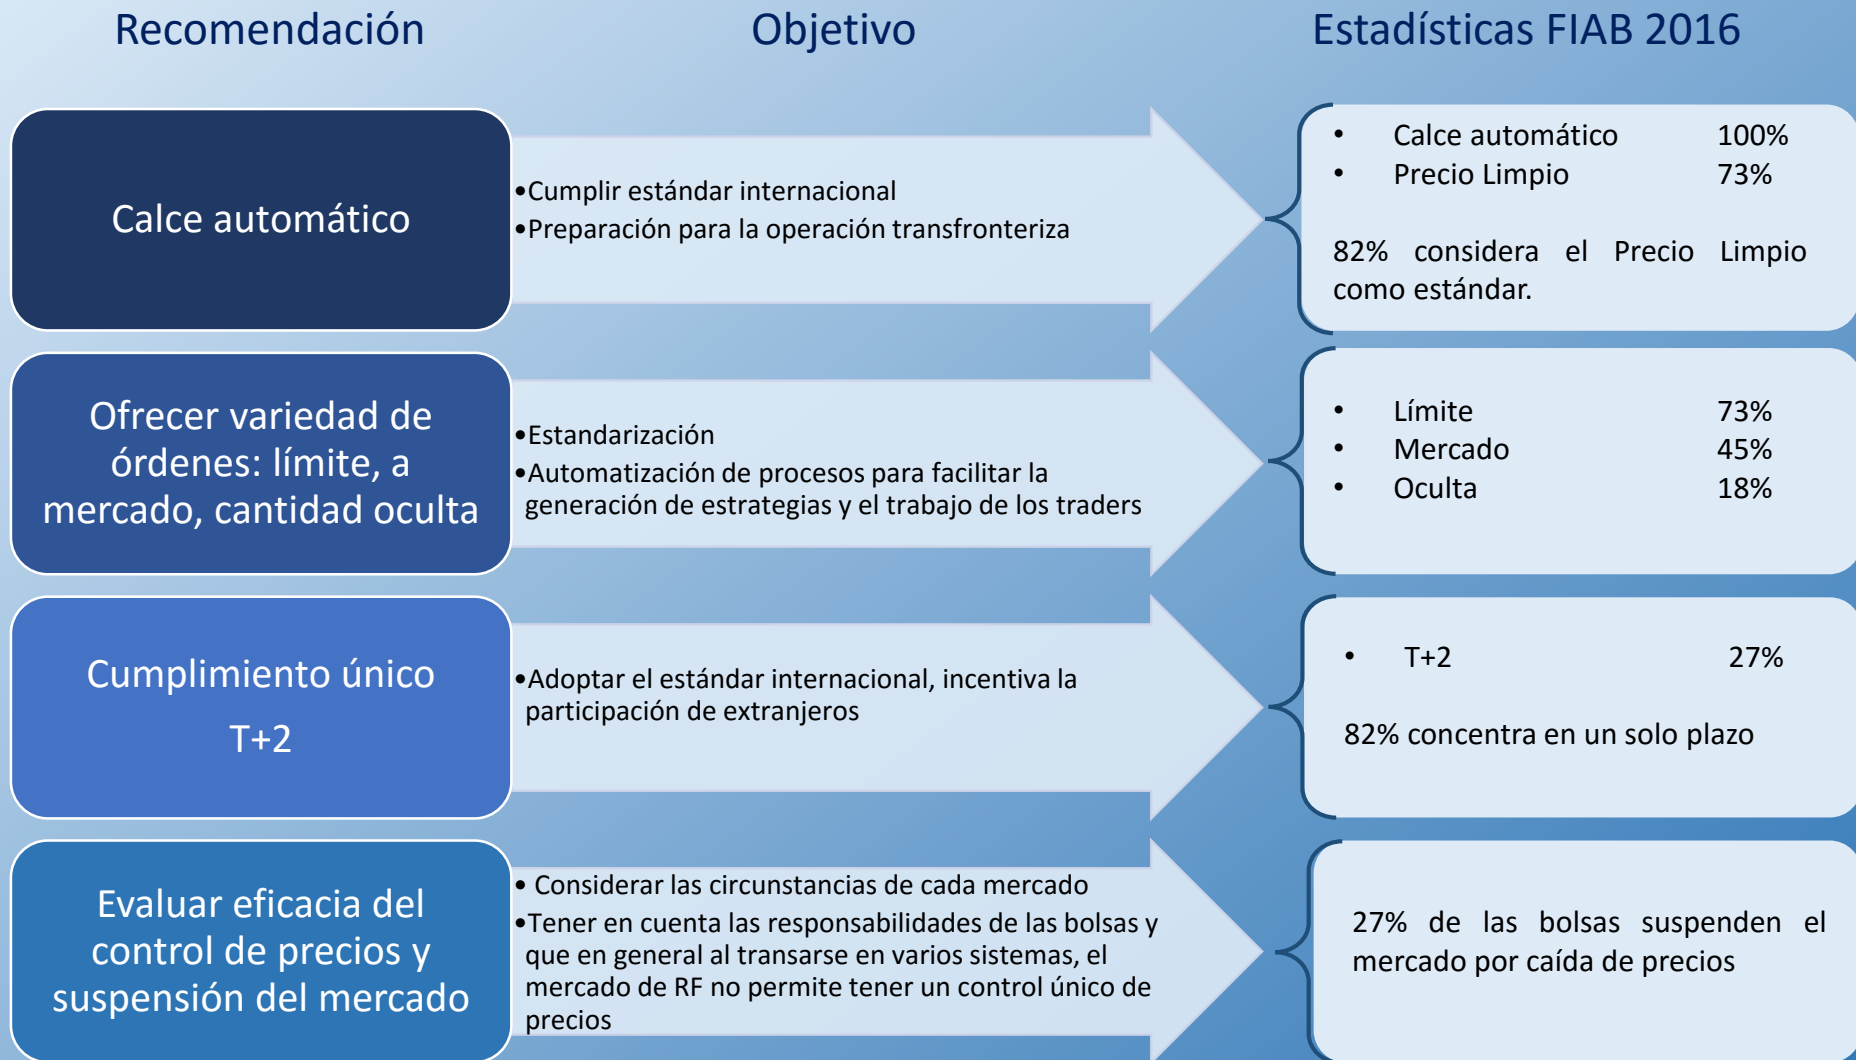 Recomendación
Objetivo
Estadísticas FIAB 2016
Calce automático
•Cumplir estándar internacional
•Preparación para la operación transfronteriza
• Calce automático 100%
• Precio Limpio 73%
82% considera el Precio Limpio
como estándar.
Ofrecer variedad de
órdenes: límite, a
mercado, cantidad oculta
•Estandarización
•Automatización de procesos para facilitar la
generación de estrategias y el trabajo de los traders
• Límite 73%
• Mercado 45%
• Oculta 18%
Cumplimiento único
T+2
•Adoptar el estándar internacional, incentiva la
participación de extranjeros
• T+2 27%
82% concentra en un solo plazo
Evaluar eficacia del
control de precios y
suspensión del mercado
• Considerar las circunstancias de cada mercado
•Tener en cuenta las responsabilidades de las bolsas y
que en general al transarse en varios sistemas, el
mercado de RF no permite tener un control único de
precios
27% de las bolsas suspenden el
mercado por caída de precios